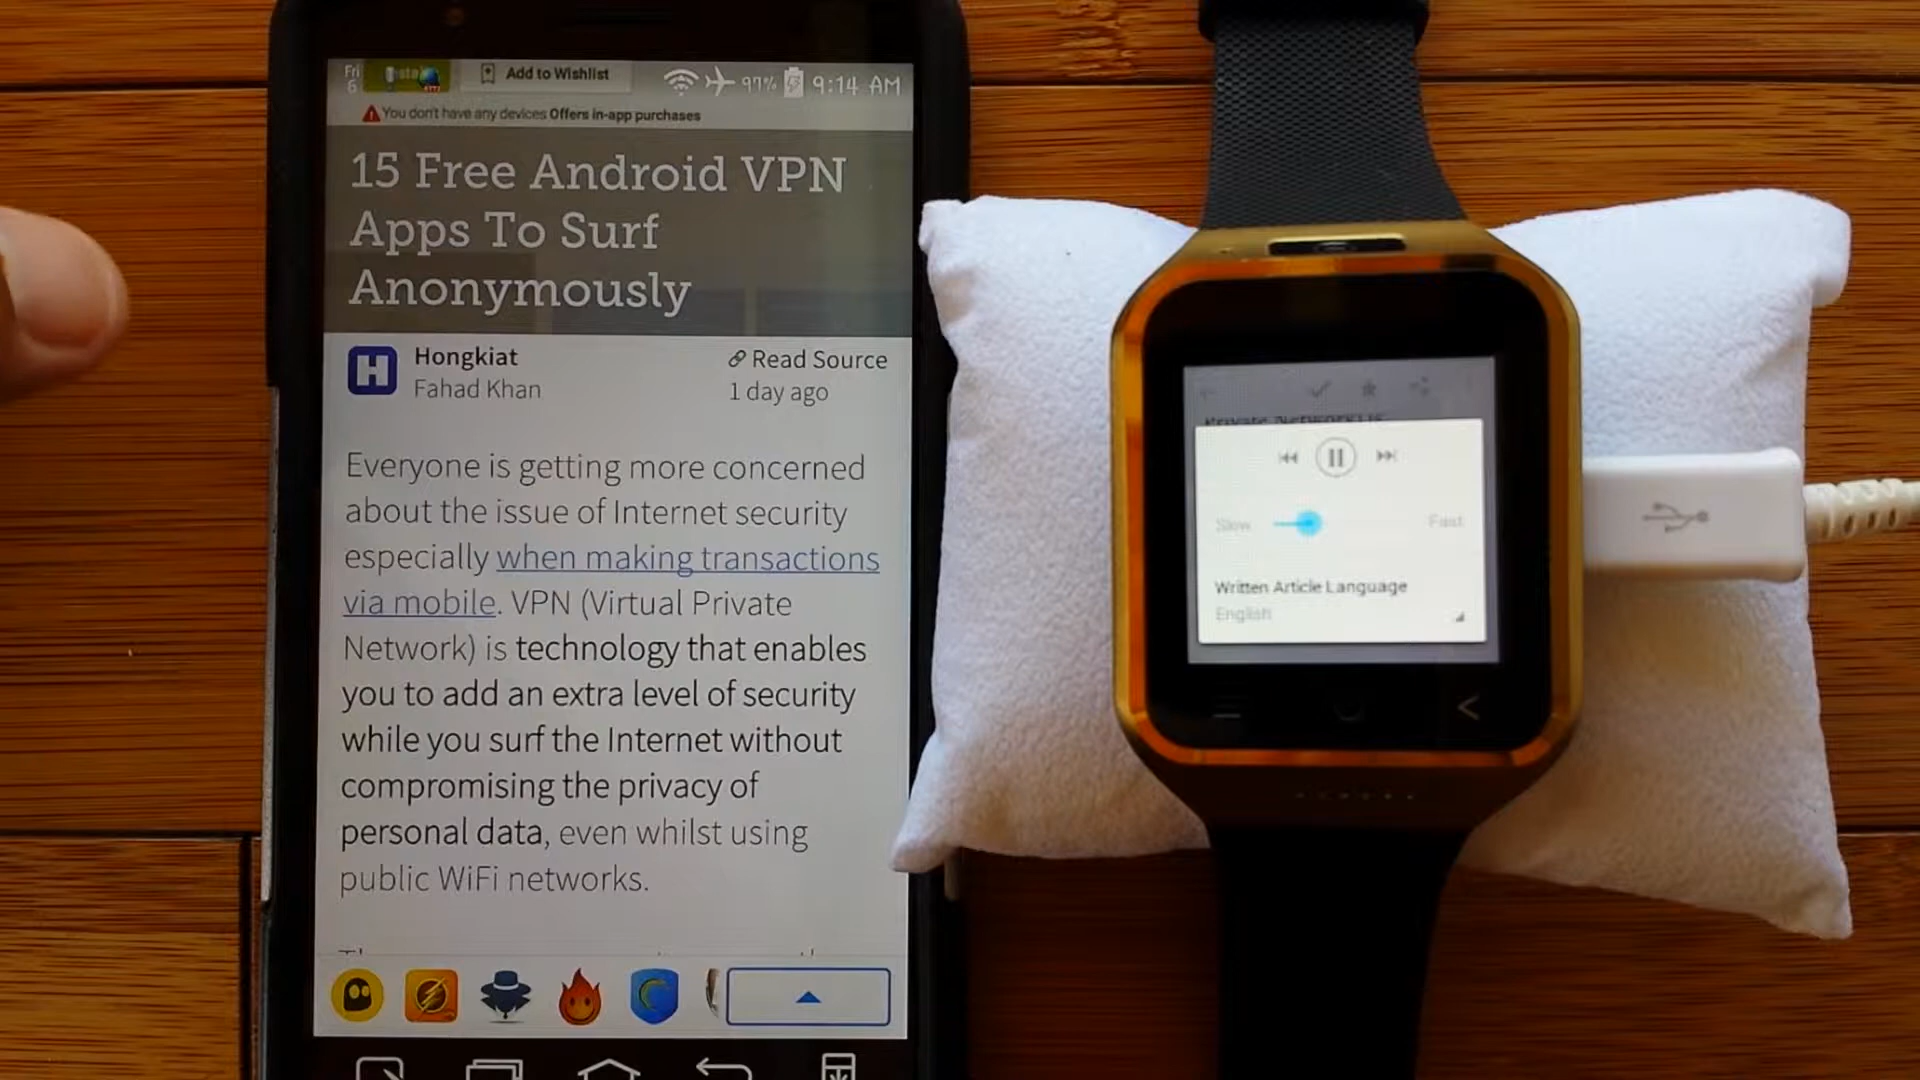 Fri
6
Insta
Add to Wishlist
97%
9:14 AM
You don't have any devices Offers in-app purchases
15 Free Android VPN
Apps To Surf
Anonymously
H
Hongkiat
Fahad Khan
Read Source
1 day ago
Everyone is getting more concerned
about the issue of Internet security
especially when making transactions
via mobile. VPN (Virtual Private
Network) is technology that enables
you to add an extra level of security
while you surf the Internet without
compromising the privacy of
personal data, even whilst using
public WiFi networks.
Slow
Fast
Written Article Language
English